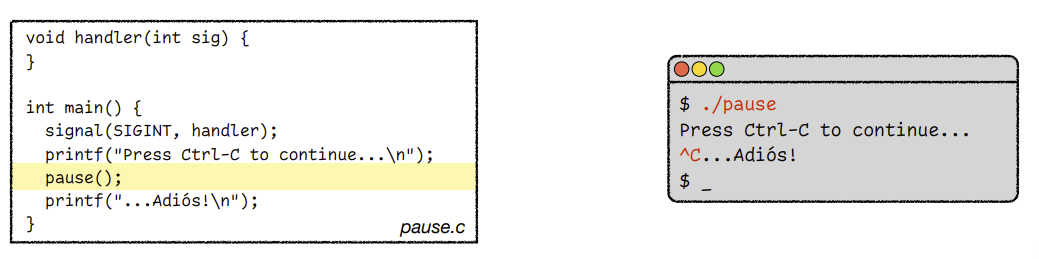 void handler(int sig) {
}
int main() {
signal(SIGINT, handler);
printf("Press Ctrl-C to continue...\n");
pause();
printf("...Adiós!\n");
}
pause.c
$ ./pause
Press Ctrl-C to continue...
^C...Adiós!
$ _